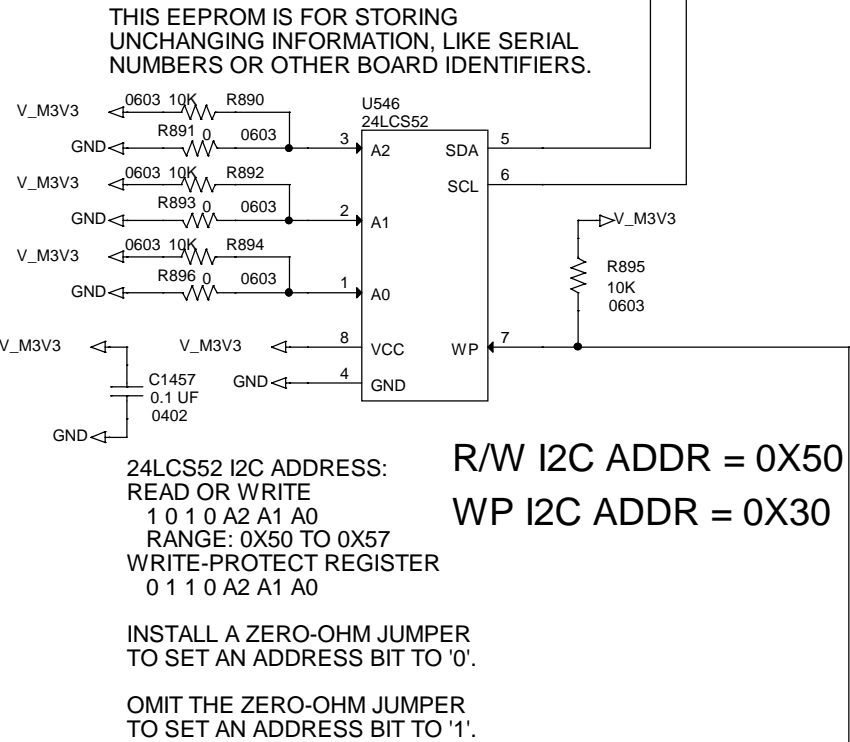 THIS EEPROM IS FOR STORING
UNCHANGING INFORMATION, LIKE SERIAL
NUMBERS OR OTHER BOARD IDENTIFIERS.
V_M3V3 0603 10K R890
GND R891 0 0603
V_M3V3 0603 10K R892
GND R893 0 0603
V_M3V3 0603 10K R894
GND R896 0 0603
U546
24LCS52
3 A2 SDA 5
SCL 6
2 A1
1 A0
8 VCC WP 7
4 GND
V_M3V3
R895
10K
0603
V_M3V3
V_M3V3
GND
C1457
0.1 UF
0402
GND
24LCS52 I2C ADDRESS:
READ OR WRITE
1 0 1 0 A2 A1 A0
RANGE: 0X50 TO 0X57
WRITE-PROTECT REGISTER
0 1 1 0 A2 A1 A0
R/W I2C ADDR = 0X50
WP I2C ADDR = 0X30
INSTALL A ZERO-OHM JUMPER
TO SET AN ADDRESS BIT TO '0'.
OMIT THE ZERO-OHM JUMPER
TO SET AN ADDRESS BIT TO '1'.